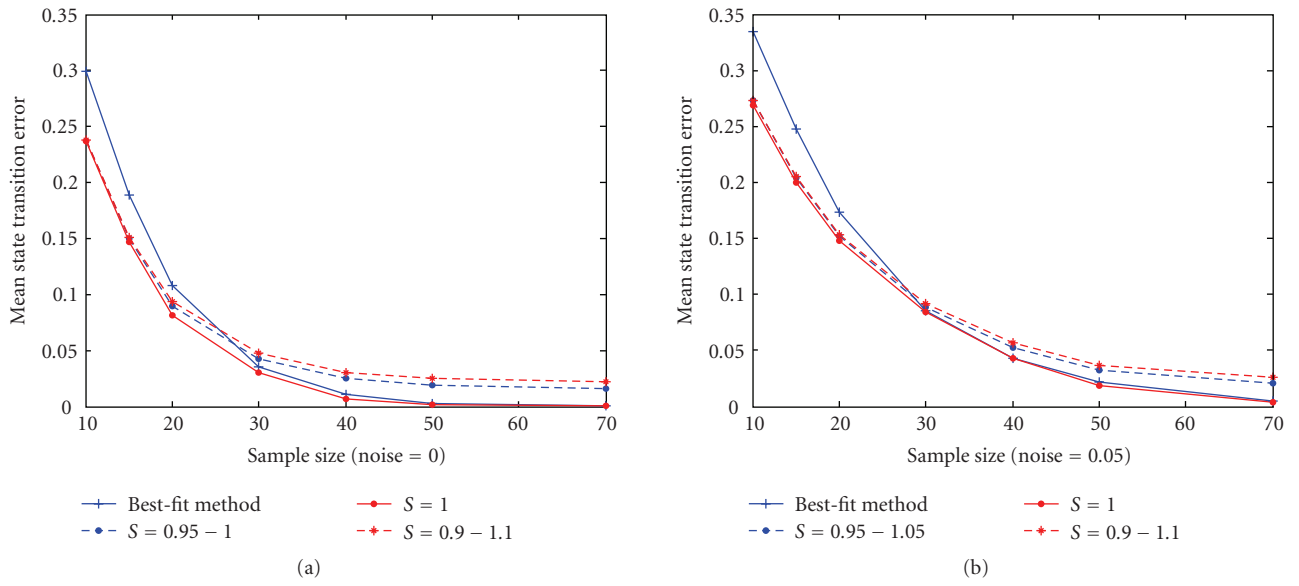 0.35
0.3
0.25
0.2
0.15
0.1
0.05
0
Mean state transition error
10 20 30 40 50 60 70
Sample size (noise = 0)
Best-fit method
S = 0.95 − 1
S = 1
S = 0.9 − 1.1
(a)
0.35
0.3
0.25
0.2
0.15
0.1
0.05
0
Mean state transition error
10 20 30 40 50 60 70
Sample size (noise = 0.05)
Best-fit method
S = 0.95 − 1.05
S = 1
S = 0.9 − 1.1
(b)